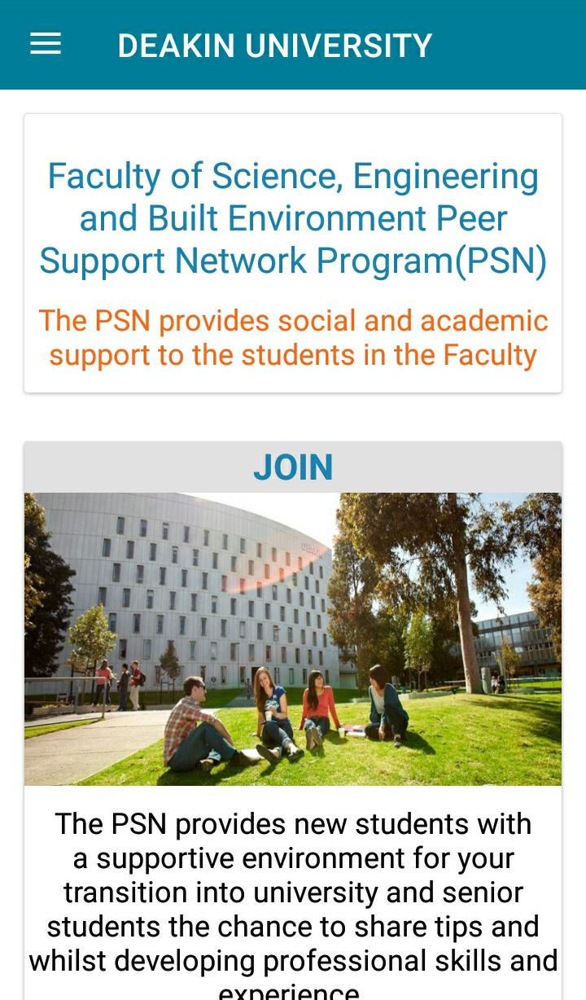 DEAKIN UNIVERSITY
Faculty of Science, Engineering
and Built Environment Peer
Support Network Program(PSN)
The PSN provides social and academic
support to the students in the Faculty
JOIN
The PSN provides new students with
a supportive environment for your
transition into university and senior
students the chance to share tips and
whilst developing professional skills and
experience